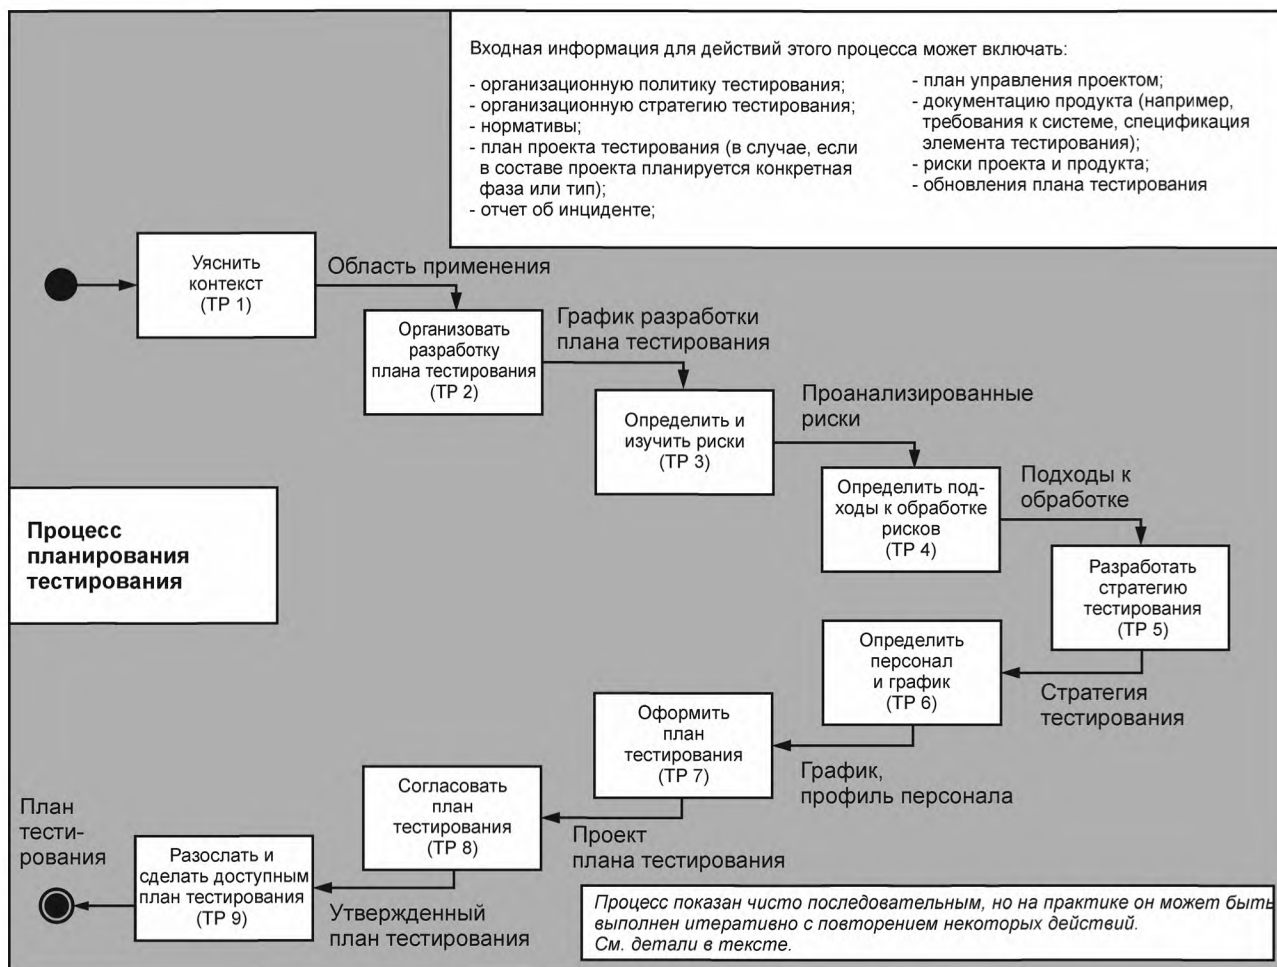 Входная информация для действий этого процесса может включать:
- организационную политику тестирования;
- организационную стратегию тестирования;
- нормативы;
- план проекта тестирования (в случае, если
в составе проекта планируется конкретная
фаза или тип);
- отчет об инциденте;
- план управления проектом;
- документацию продукта (например,
требования к системе, спецификация
элемента тестирования);
- риски проекта и продукта;
- обновления плана тестирования
Уяснить
контекст
(TP 1)
Область применения
Организовать
разработку
плана тестирования
(TP 2)
График разработки
плана тестирования
Определить и
изучить риски
(TP 3)
Проанализированные
риски
Определить под-
ходы к обработке
рисков
(TP 4)
Подходы к
обработке
Процесс
планирования
тестирования
Разработать
стратегию
тестирования
(TP 5)
Стратегия
тестирования
Определить
персонал
и график
(TP 6)
График,
профиль персонала
Оформить
план
тестирования
(TP 7)
Проект
плана тестирования
Согласовать
план
тестирования
(TP 8)
Утвержденный
план тестирования
Разослать и
сделать доступным
план тестирования
(TP 9)
План
тести-
рования
Процесс показан чисто последовательным, но на практике он может быть
выполнен итеративно с повторением некоторых действий.
См. детали в тексте.